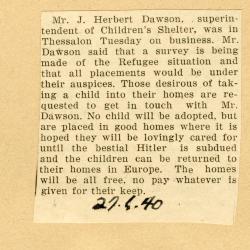 Mr. J. Herbert Dawson, superin-
tendent of Children's Shelter, was in
Thessalon Tuesday on business. Mr.
Dawson said that a survey is being
made of the Refugee situation and
that all placements would be under
their auspices. Those desirous of tak-
ing a child into their homes are re-
quested to get in touch with Mr.
Dawson. No child will be adopted, but
are placed in good homes where it is
hoped they will be lovingly cared for
until the bestial Hitler is subdued
and the children can be returned to
their homes in Europe. The homes
will be all free, no pay whatever is
given for their keep.
27.6.40